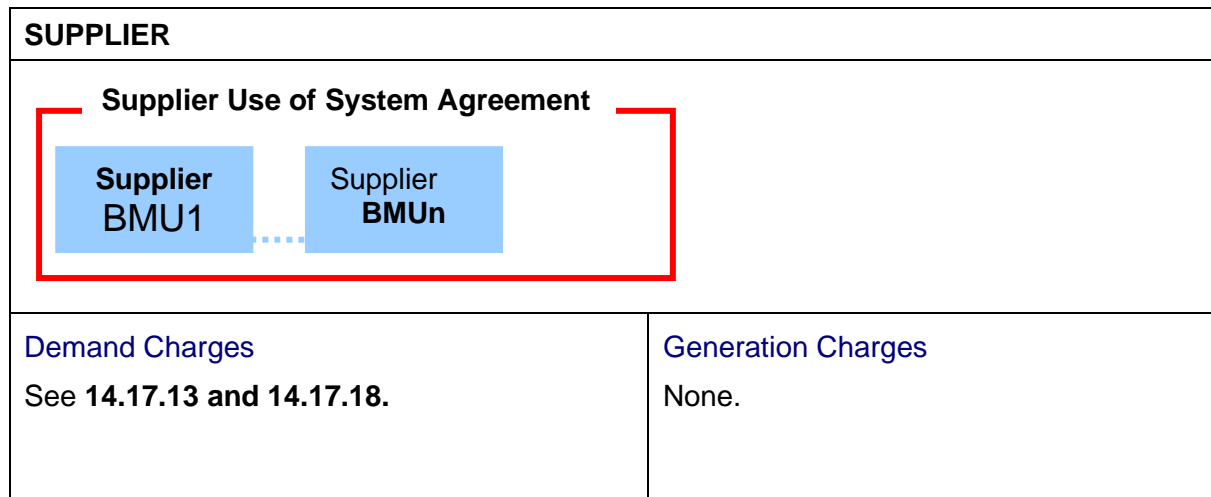 SUPPLIER
Supplier Use of System Agreement
Supplier
BMU1
Supplier
BMUn
Demand Charges
See 14.17.13 and 14.17.18.
Generation Charges
None.